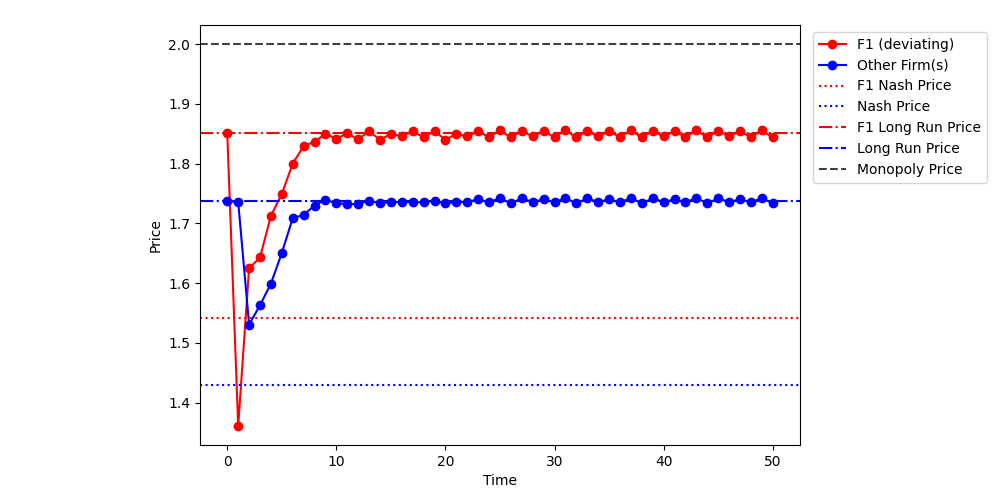 2.0
1.9
1.8
1.7
1.6
1.5
1.4
Price
0
10
20
30
40
50
Time
F1 (deviating)
Other Firm(s)
F1 Nash Price
Nash Price
F1 Long Run Price
Long Run Price
Monopoly Price